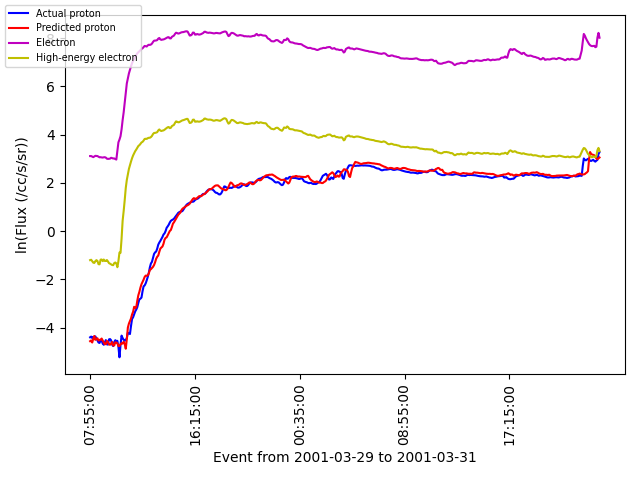 Actual proton
Predicted proton
Electron
High-energy electron
8
6
4
2
0
−2
−4
ln(Flux (/cc/s/sr))
07:55:00
16:15:00
00:35:00
08:55:00
17:15:00
Event from 2001-03-29 to 2001-03-31